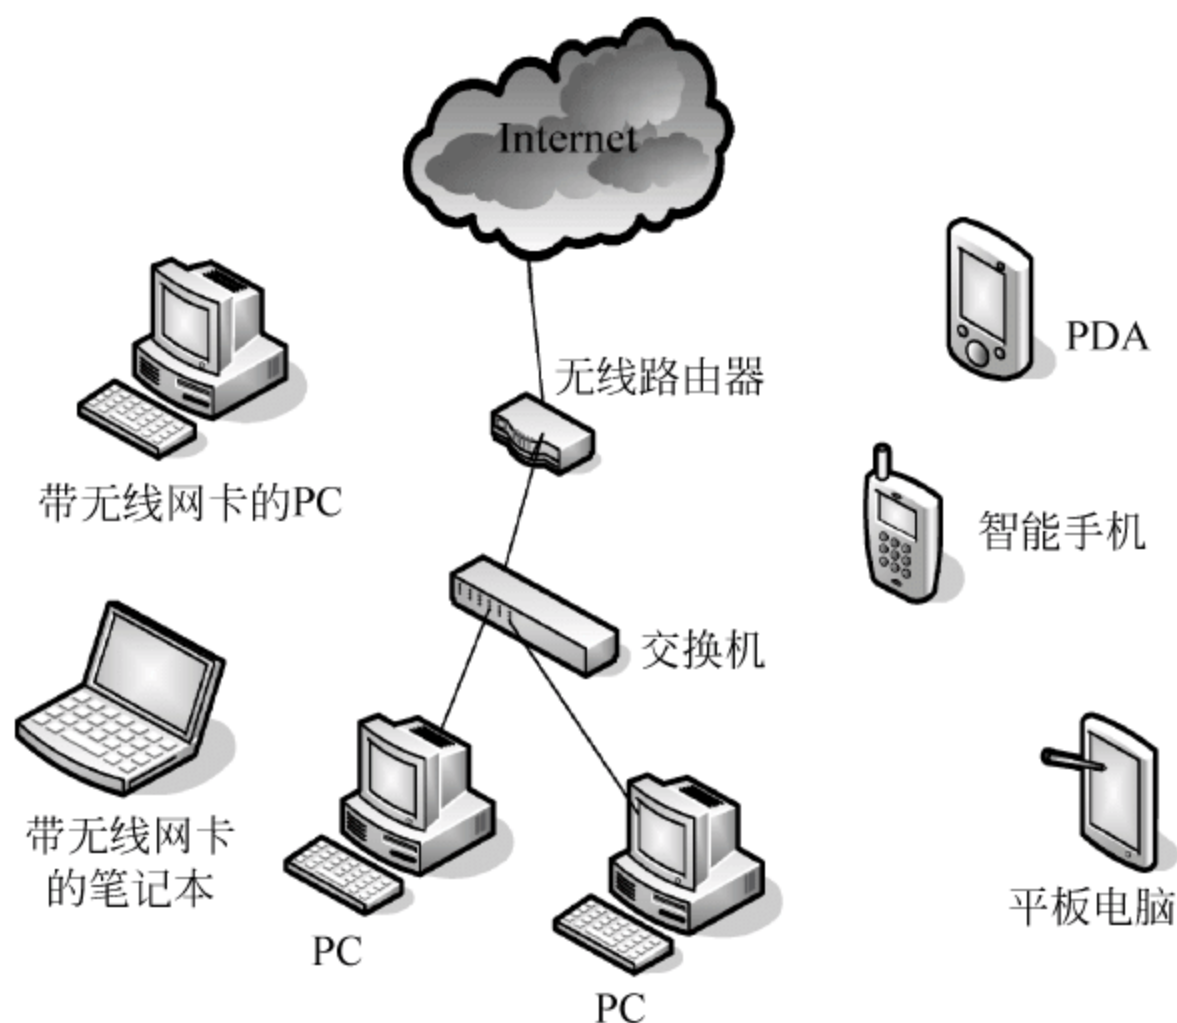 Internet
PDA
无线路由器
带无线网卡的PC
智能手机
交换机
带无线网卡
的笔记本
平板电脑
PC
PC